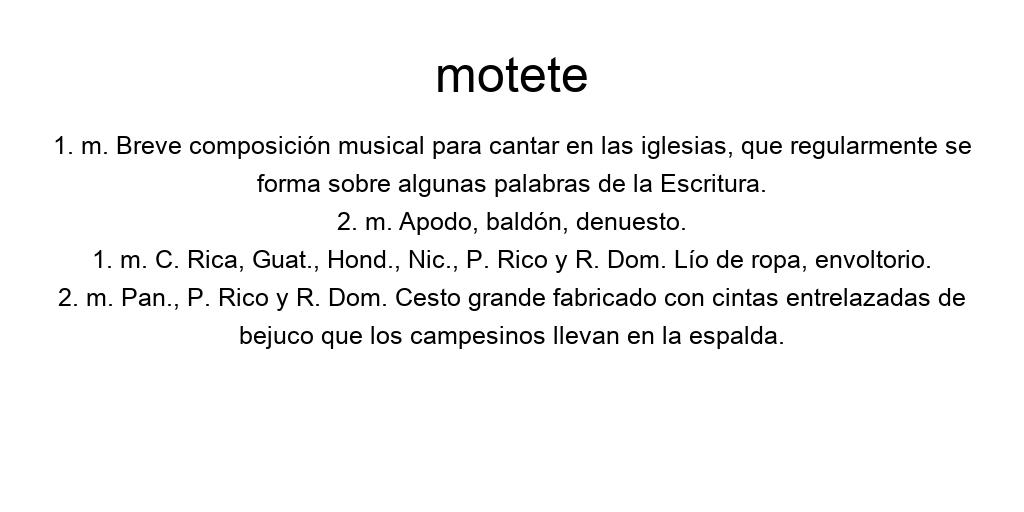 motete
1. m. Breve composición musical para cantar en las iglesias, que regularmente se
forma sobre algunas palabras de la Escritura.
2. m. Apodo, baldón, denuesto.
1. m. C. Rica, Guat., Hond., Nic., P. Rico y R. Dom. Lío de ropa, envoltorio.
2. m. Pan., P. Rico y R. Dom. Cesto grande fabricado con cintas entrelazadas de
bejuco que los campesinos llevan en la espalda.